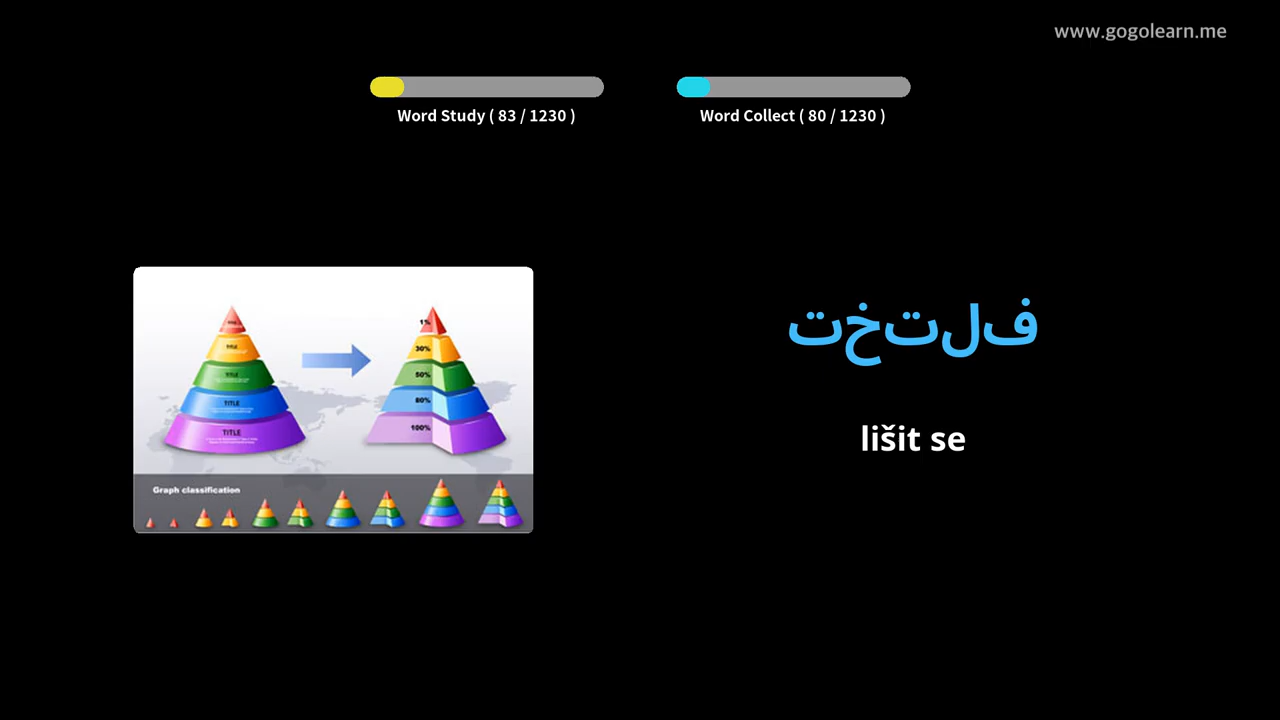 www.gogolearn.me
Word Study ( 83 / 1230 )
Word Collect ( 80 / 1230 )
تختلف
lišit se
TITLE
TITLE
TITLE
TITLE
1%
30%
50%
80%
100%
Graph classification